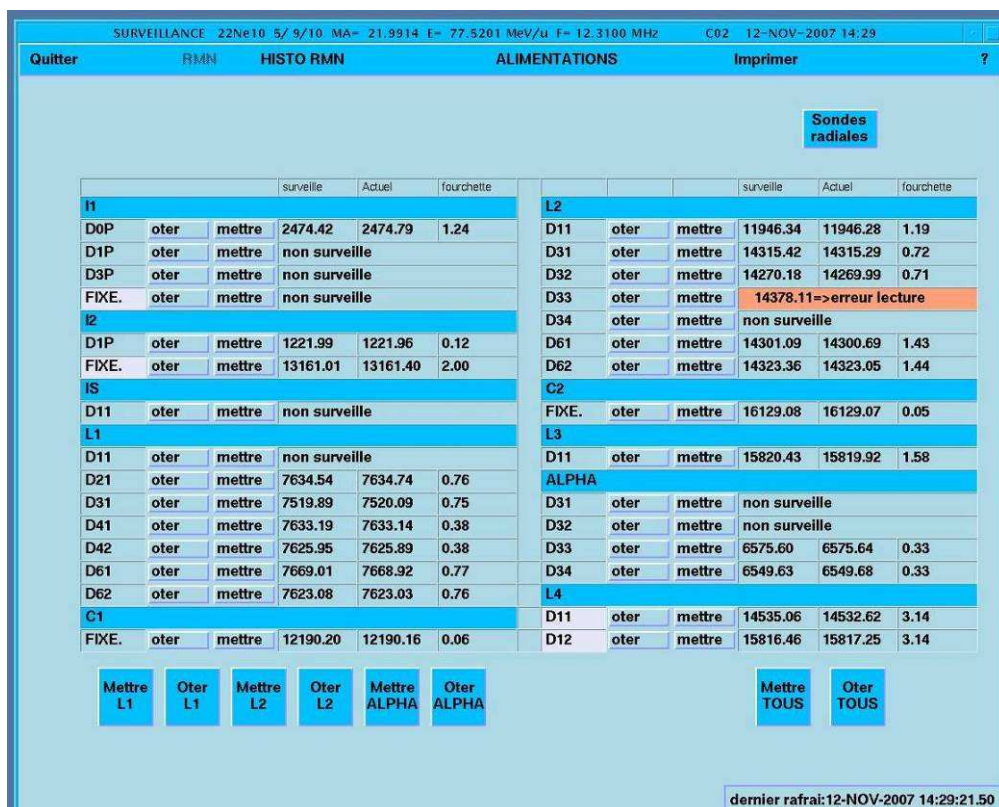 SURVEILLANCE 22Ne10 5/ 9/10 MA= 21.9914 E= 77.5201 MeV/u F= 12.3100 MHz C02 12-NOV-2007 14:29
Quitter RMN HISTO RMN ALIMENTATIONS Imprimer ?
Sondes
radiales
surveille Actuel fourchette
I1
D0P oter mettre 2474.42 2474.79 1.24
D1P oter mettre non surveille
D3P oter mettre non surveille
FIXE. oter mettre non surveille
I2
D1P oter mettre 1221.99 1221.96 0.12
FIXE. oter mettre 13161.01 13161.40 2.00
IS
D11 oter mettre non surveille
L1
D11 oter mettre non surveille
D21 oter mettre 7634.54 7634.74 0.76
D31 oter mettre 7519.89 7520.09 0.75
D41 oter mettre 7633.19 7633.14 0.38
D42 oter mettre 7625.95 7625.89 0.38
D61 oter mettre 7669.01 7668.92 0.77
D62 oter mettre 7623.08 7623.03 0.76
C1
FIXE. oter mettre 12190.20 12190.16 0.06
surveille Actuel fourchette
L2
D11 oter mettre 11946.34 11946.28 1.19
D31 oter mettre 14315.42 14315.29 0.72
D32 oter mettre 14270.18 14269.99 0.71
D33 oter mettre 14378.11=>erreur lecture
D34 oter mettre non surveille
D61 oter mettre 14301.09 14300.69 1.43
D62 oter mettre 14323.36 14323.05 1.44
C2
FIXE. oter mettre 16129.08 16129.07 0.05
L3
D11 oter mettre 15820.43 15819.92 1.58
ALPHA
D31 oter mettre non surveille
D32 oter mettre non surveille
D33 oter mettre 6575.60 6575.64 0.33
D34 oter mettre 6549.63 6549.68 0.33
L4
D11 oter mettre 14535.06 14532.62 3.14
D12 oter mettre 15816.46 15817.25 3.14
Mettre Oter Mettre Oter Mettre Oter Mettre Oter
L1 L1 L2 L2 ALPHA ALPHA TOUS TOUS
dernier rafrai:12-NOV-2007 14:29:21.50